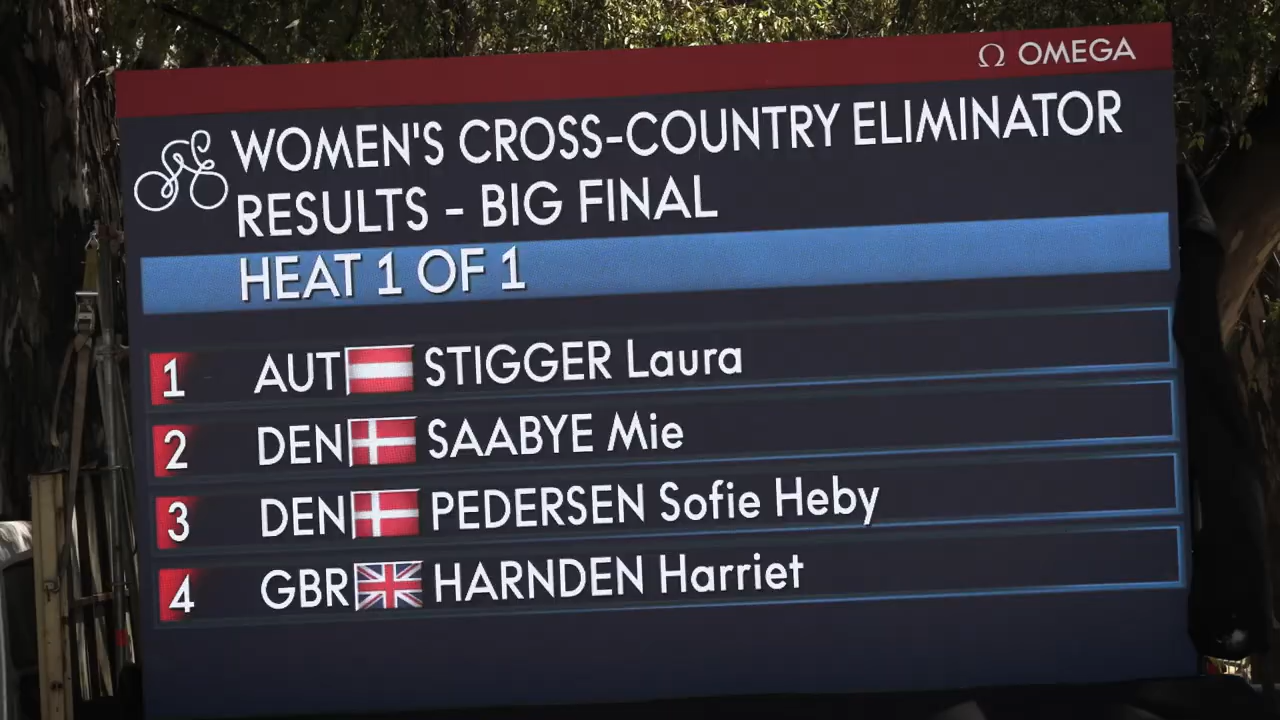 Ω OMEGA
WOMEN'S CROSS-COUNTRY ELIMINATOR
RESULTS - BIG FINAL
HEAT 1 OF 1
1 AUT STIGGER Laura
2 DEN SAABYE Mie
3 DEN PEDERSEN Sofie Heby
4 GBR HARNDEN Harriet